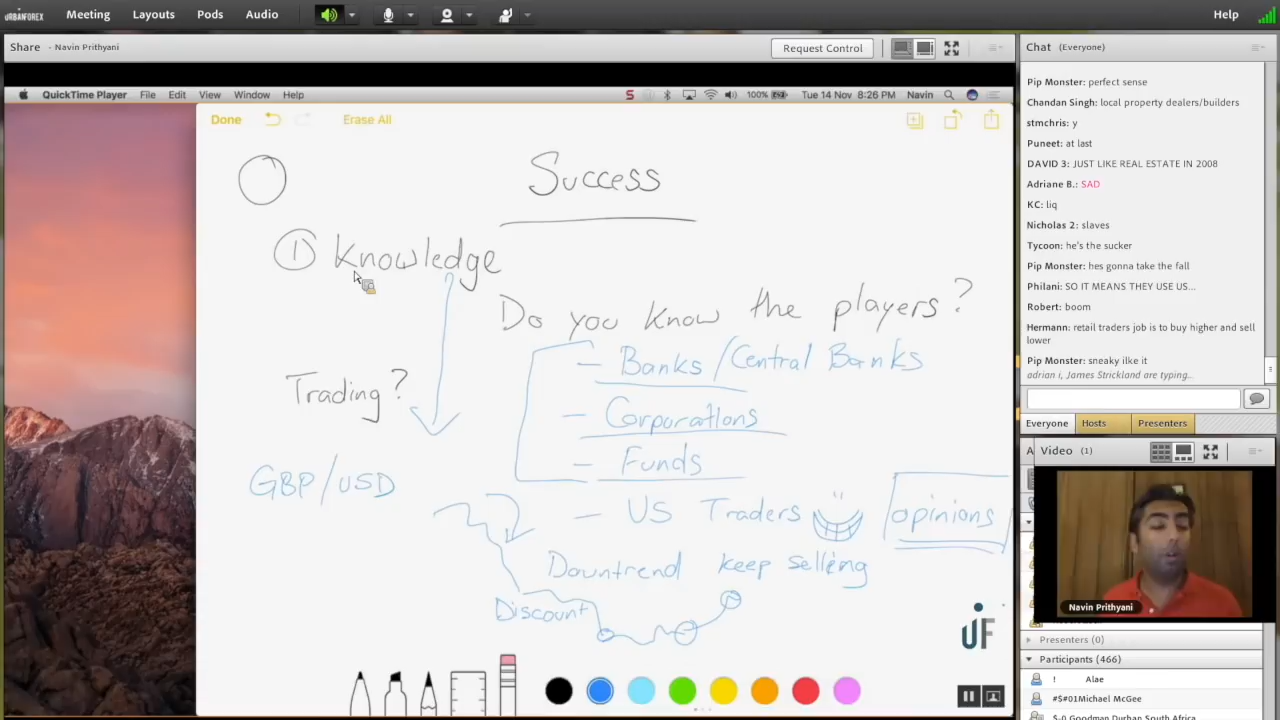 URBANFOREX Meeting Layouts Pods Audio Help
Share - Navin Prithyani
Request Control
QuickTime Player File Edit View Window Help
S 100% Tue 14 Nov 8:26 PM Navin
Done Erase All
Success
① Knowledge
Do you know the players?
– Banks/Central Banks
Trading?
– Corporations
– Funds
GBP/USD
– US Traders opinions
Downtrend keep selling
Discount
UF
Chat (Everyone)
Pip Monster: perfect sense
Chandan Singh: local property dealers/builders
stmchris: y
Puneet: at last
DAVID 3: JUST LIKE REAL ESTATE IN 2008
Adriane B.: SAD
KC: liq
Nicholas 2: slaves
Tycoon: he's the sucker
Pip Monster: hes gonna take the fall
Philani: SO IT MEANS THEY USE US...
Robert: boom
Hermann: retail traders job is to buy higher and sell
lower
Pip Monster: sneaky ilke it
adrian i, James Strickland are typing...
Everyone Hosts Presenters
A Video (1)
Navin Prithyani
Presenters (0)
Participants (466)
! Alae
#$#01Michael McGee
$-0 Goodman Durban South Africa